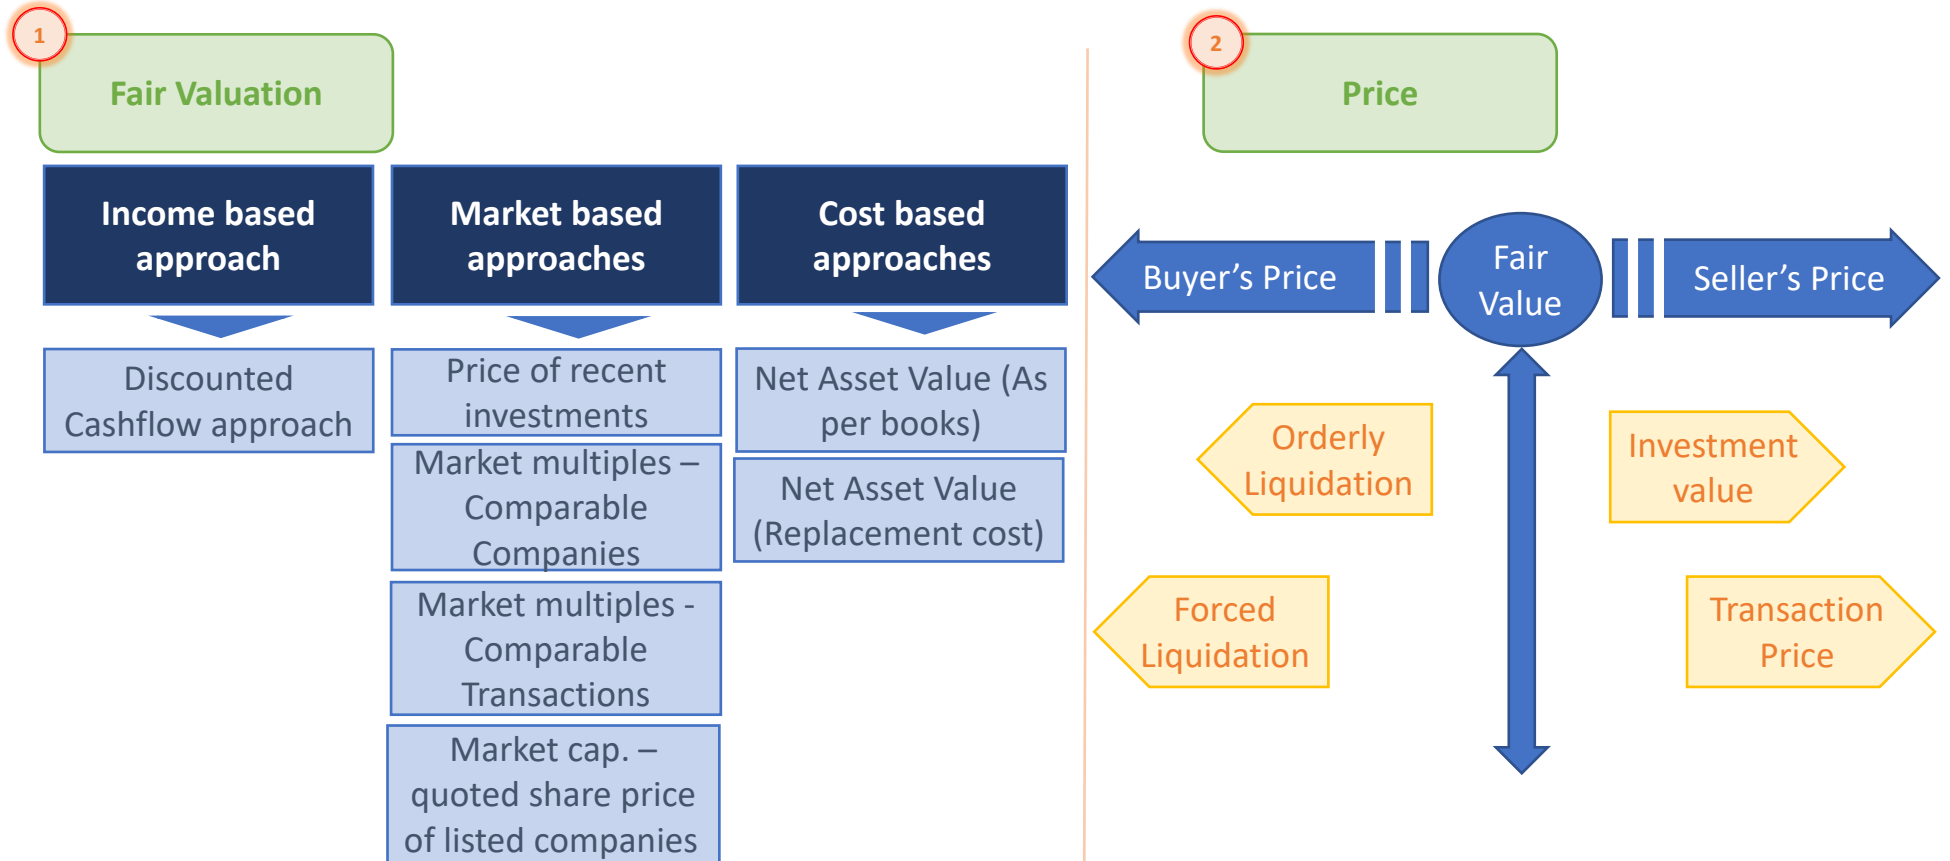 1
Fair Valuation
Income based
approach
Discounted
Cashflow approach
Market based
approaches
Price of recent
investments
Market multiples –
Comparable
Companies
Market multiples -
Comparable
Transactions
Market cap. –
quoted share price
of listed companies
Cost based
approaches
Net Asset Value (As
per books)
Net Asset Value
(Replacement cost)
2
Price
Buyer’s Price
Fair
Value
Seller’s Price
Orderly
Liquidation
Investment
value
Forced
Liquidation
Transaction
Price